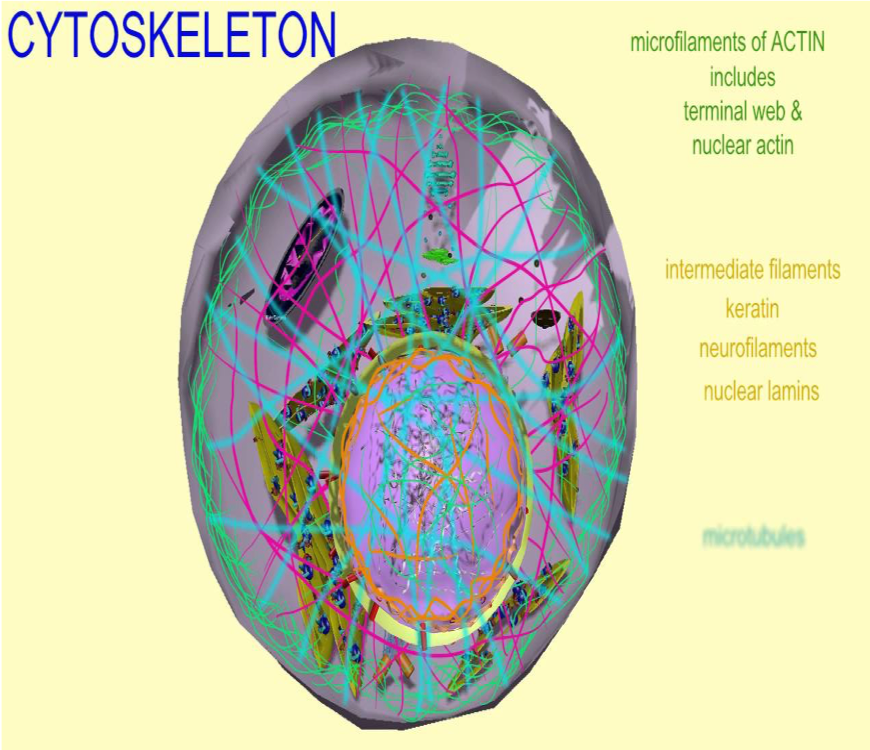 CYTOSKELETON
microfilaments of ACTIN
includes
terminal web &
nuclear actin
intermediate filaments
keratin
neurofilaments
nuclear lamins
microtubules